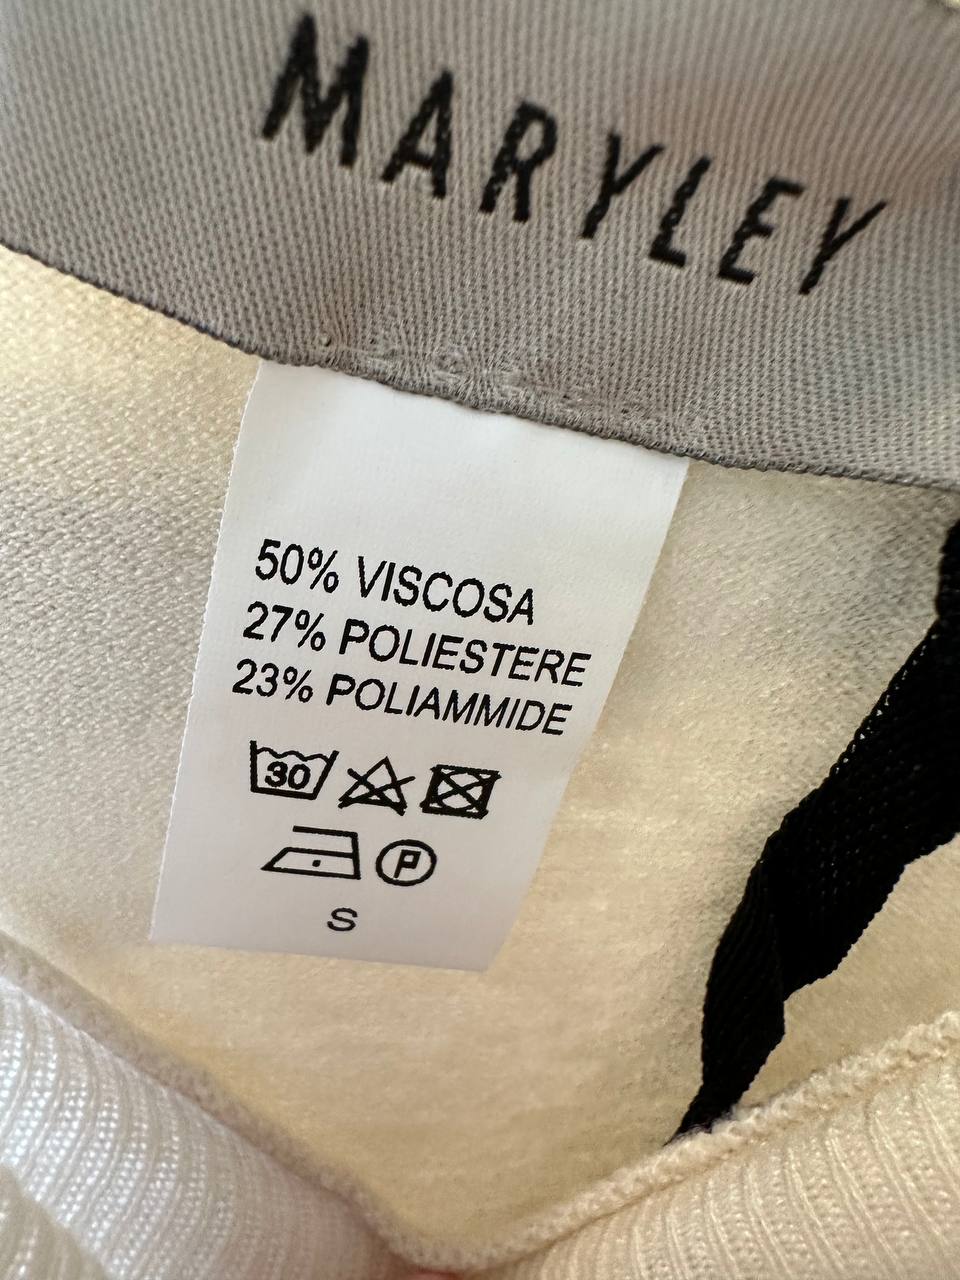 MARYLEY
50% VISCOSA
27% POLIESTERE
23% POLIAMMIDE
30
P
S